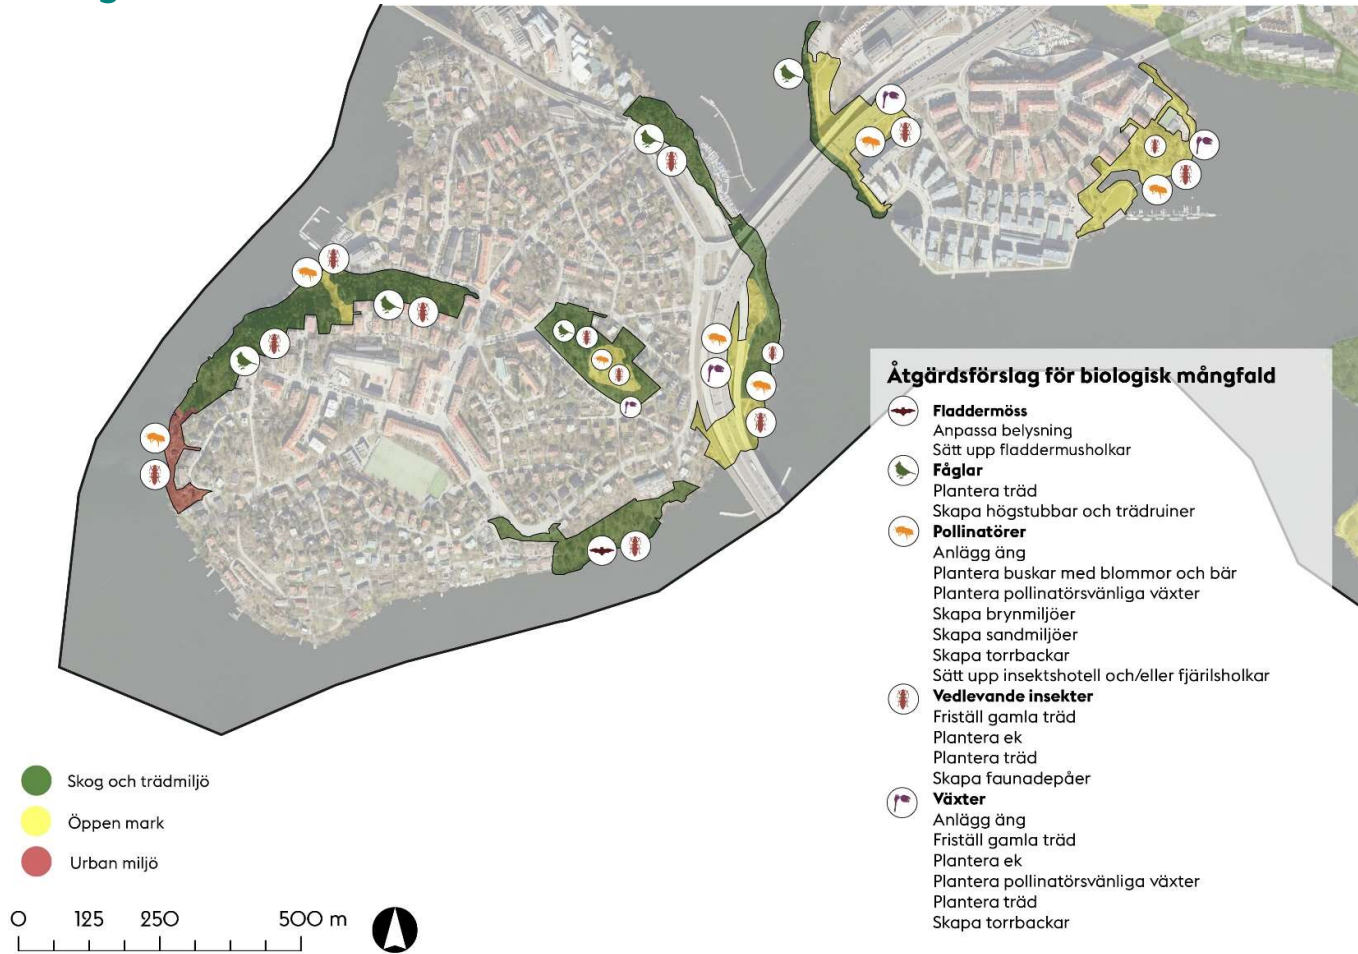 Åtgärdsförslag för biologisk mångfald
Fladdermöss
Anpassa belysning
Sätt upp fladdermusholkar
Fåglar
Plantera träd
Skapa högstubbar och trädruiner
Pollinatörer
Anlägg äng
Plantera buskar med blommor och bär
Plantera pollinatörsvänliga växter
Skapa brynmiljöer
Skapa sandmiljöer
Skapa torrbackar
Sätt upp insektshotell och/eller fjärilsholkar
Vedlevande insekter
Friställ gamla träd
Plantera ek
Plantera träd
Skapa faunadepåer
Växter
Anlägg äng
Friställ gamla träd
Plantera ek
Plantera pollinatörsvänliga växter
Plantera träd
Skapa torrbackar
Skog och trädmiljö
Öppen mark
Urban miljö
0 125 250 500 m